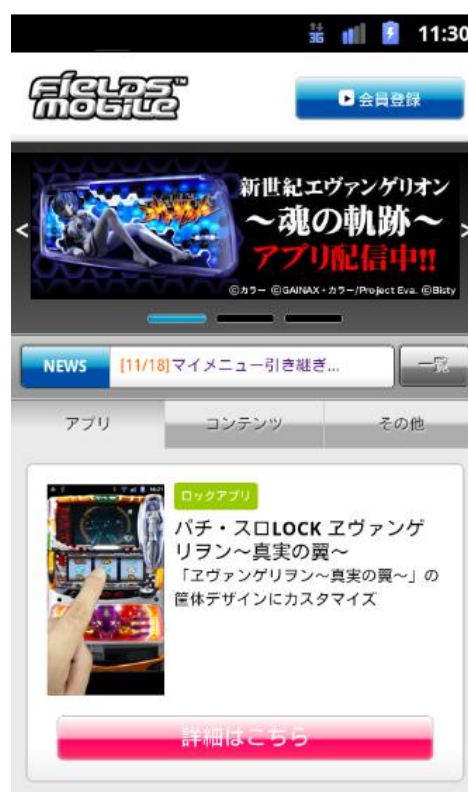 3G 11:30
FIELDS™
MOBILE
会員登録
新世紀エヴァンゲリオン
～魂の軌跡～
アプリ配信中!!
©カラー ©GAINAX・カラー/Project Eva. ©Bisty
NEWS [11/18]マイメニュー引き継ぎ... 一覧
アプリ コンテンツ その他
ロックアプリ
パチ・スロLOCK ヱヴァンゲ
リヲン～真実の翼～
「ヱヴァンゲリヲン～真実の翼～」の
筐体デザインにカスタマイズ
詳細はこちら